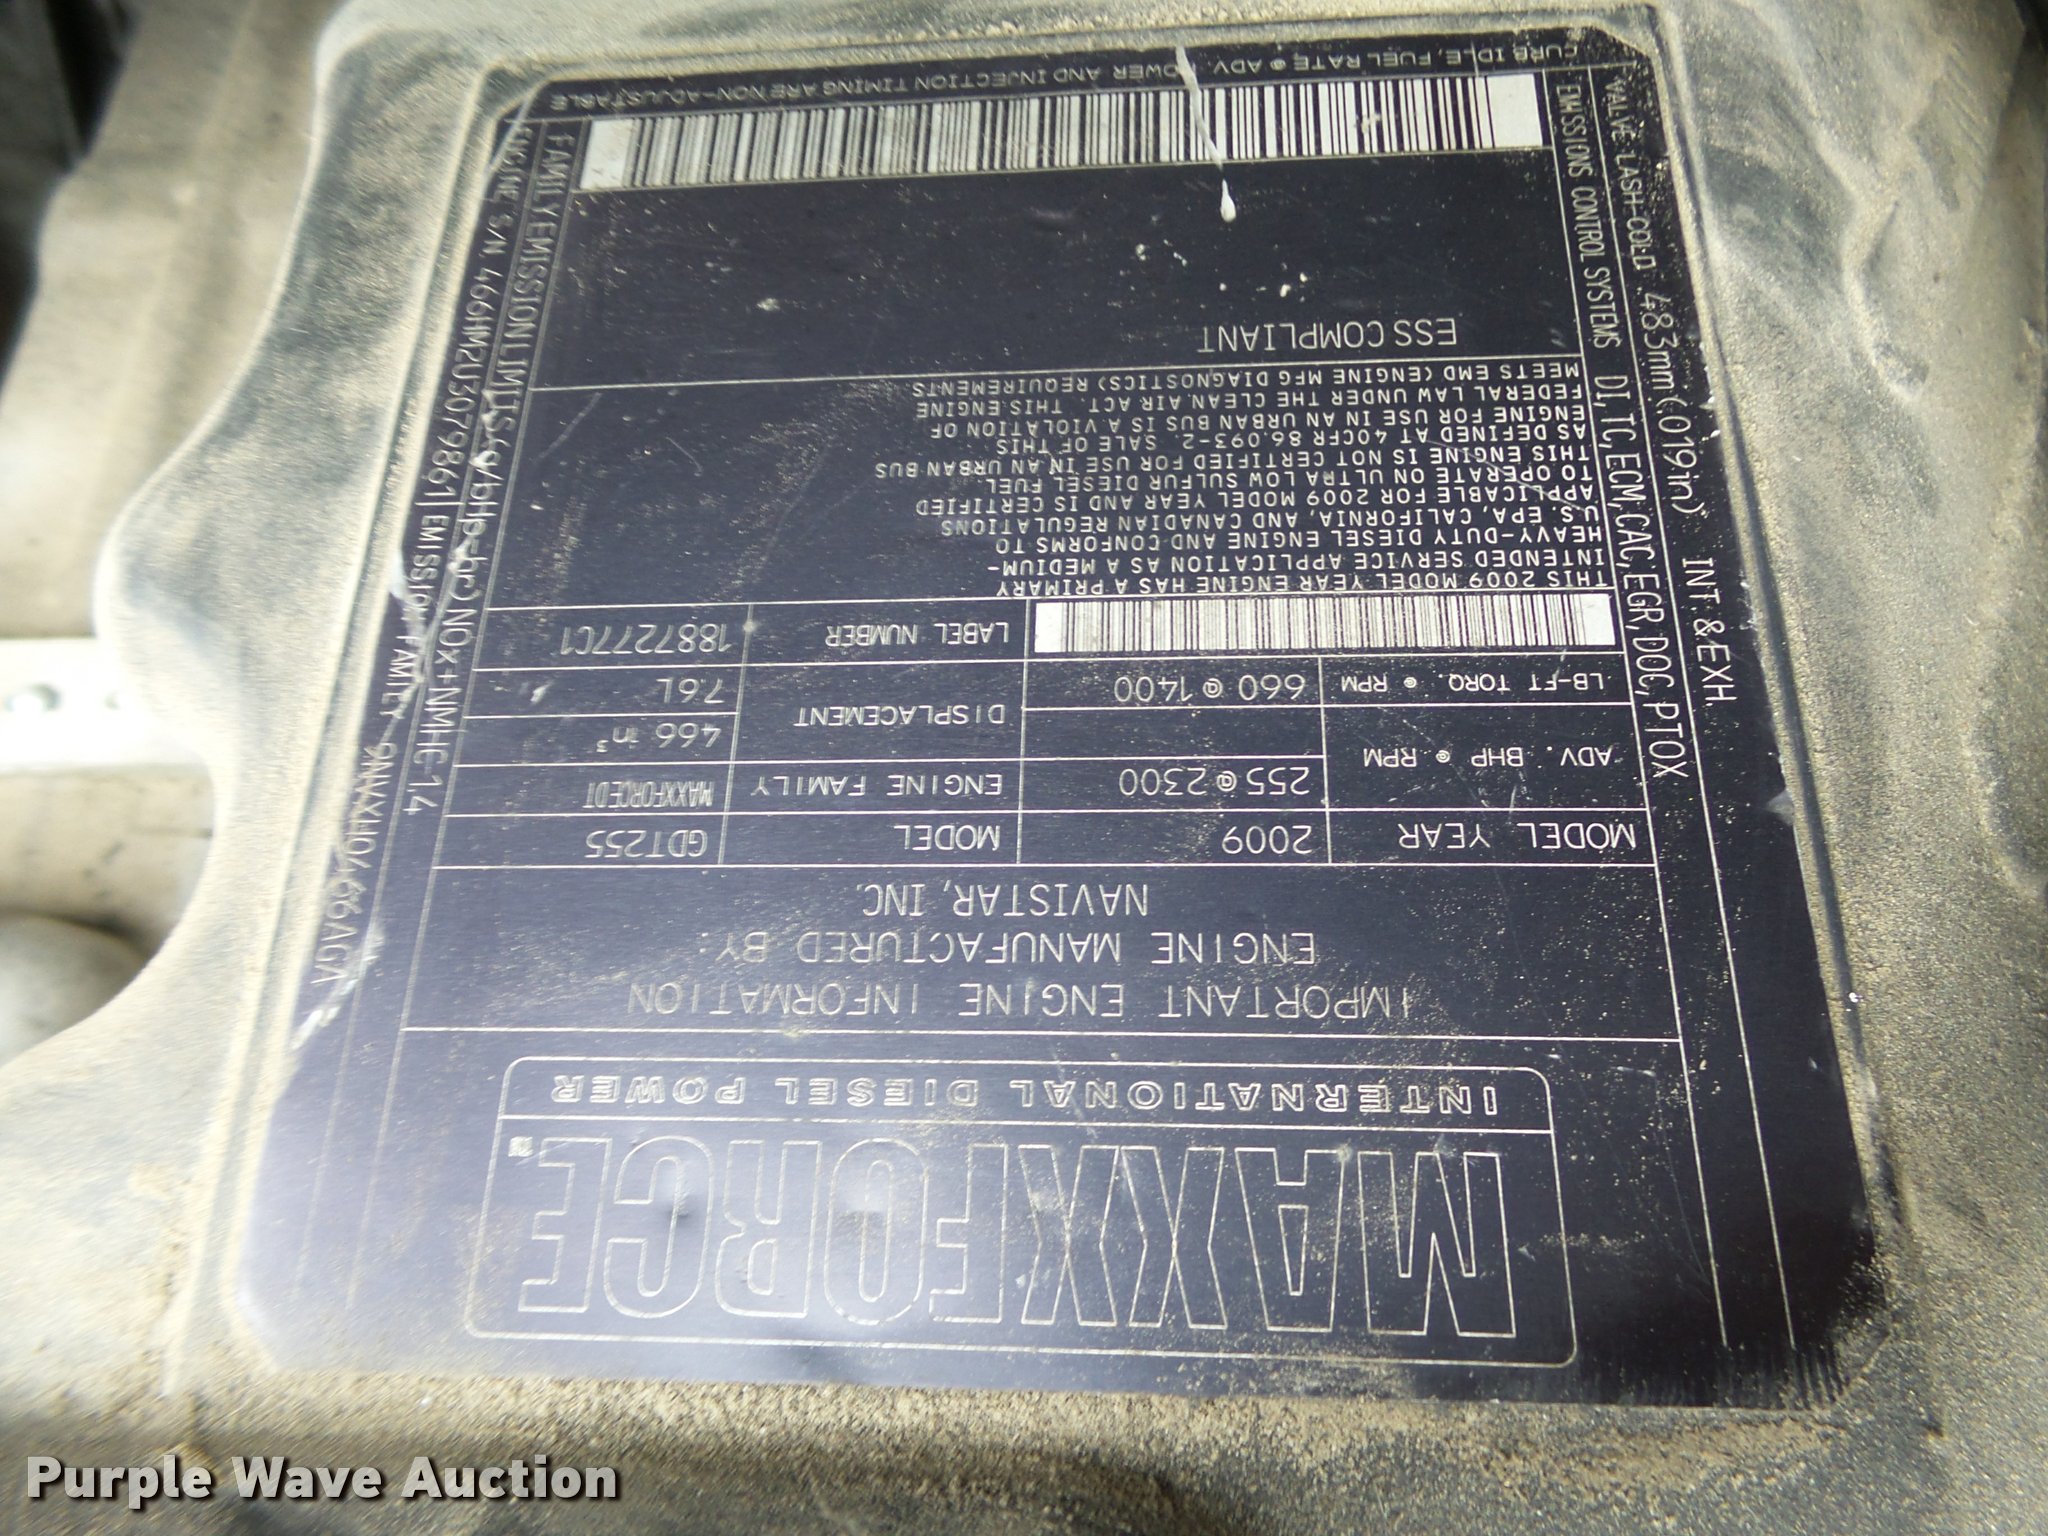 MAXXFORCE
INTERNATIONAL DIESEL POWER
IMPORTANT ENGINE INFORMATION
ENGINE MANUFACTURED BY:
NAVISTAR, INC.
MODEL YEAR 2009 MODEL GDT255
ADV. BHP @ RPM 255@2300 ENGINE FAMILY MAXXFORCEDT
DISPLACEMENT 466 in³
LB-FT TORQ. @ RPM 660@1400 7.6L
LABEL NUMBER 1887277C1
THIS 2009 MODEL YEAR ENGINE HAS A PRIMARY
INTENDED SERVICE APPLICATION AS A MEDIUM-
HEAVY-DUTY DIESEL ENGINE AND CONFORMS TO
U.S. EPA, CALIFORNIA, AND CANADIAN REGULATIONS
APPLICABLE FOR 2009 MODEL YEAR AND IS CERTIFIED
TO OPERATE ON ULTRA LOW SULFUR DIESEL FUEL.
THIS ENGINE IS NOT CERTIFIED FOR USE IN AN URBAN BUS
AS DEFINED AT 40CFR 86.093-2. SALE OF THIS
ENGINE FOR USE IN AN URBAN BUS IS A VIOLATION OF
FEDERAL LAW UNDER THE CLEAN AIR ACT. THIS ENGINE
MEETS EMD (ENGINE MFG DIAGNOSTICS) REQUIREMENTS
ESS COMPLIANT
VALVE LASH-COLD .483mm(.019in) INT. & EXH.
EMISSIONS CONTROL SYSTEMS DI, TC, ECM, CAC, EGR, DOC, PTOX
CURB IDLE, FUEL RATE @ ADV. POWER AND INJECTION TIMING ARE NON-ADJUSTABLE
FAMILY EMISSION LIMITS (g/bHp-hr) NOx+NMHC-1.4
ENGINE S/N 466HM2U3079861 EMISSION FAMILY 9NVXH0466AGA
Purple Wave Auction